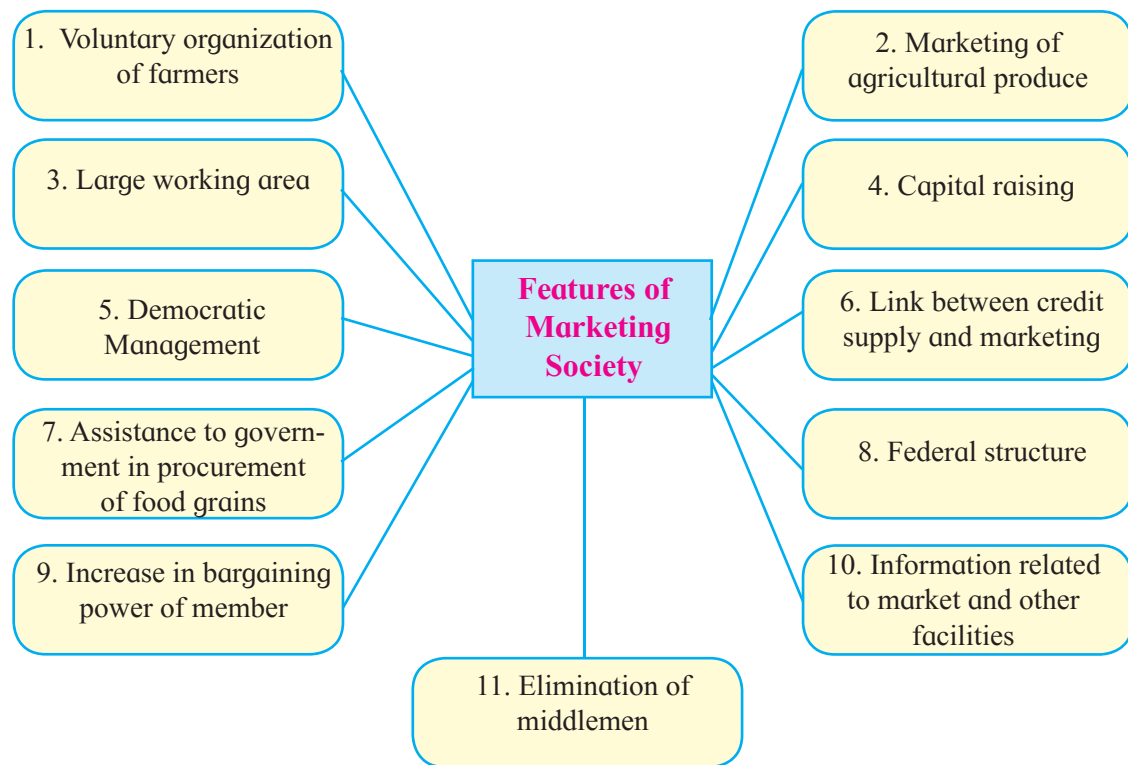 1. Voluntary organization
of farmers
2. Marketing of
agricultural produce
3. Large working area
4. Capital raising
Features of
Marketing
Society
5. Democratic
Management
6. Link between credit
supply and marketing
7. Assistance to govern-
ment in procurement
of food grains
8. Federal structure
9. Increase in bargaining
power of member
10. Information related
to market and other
facilities
11. Elimination of
middlemen